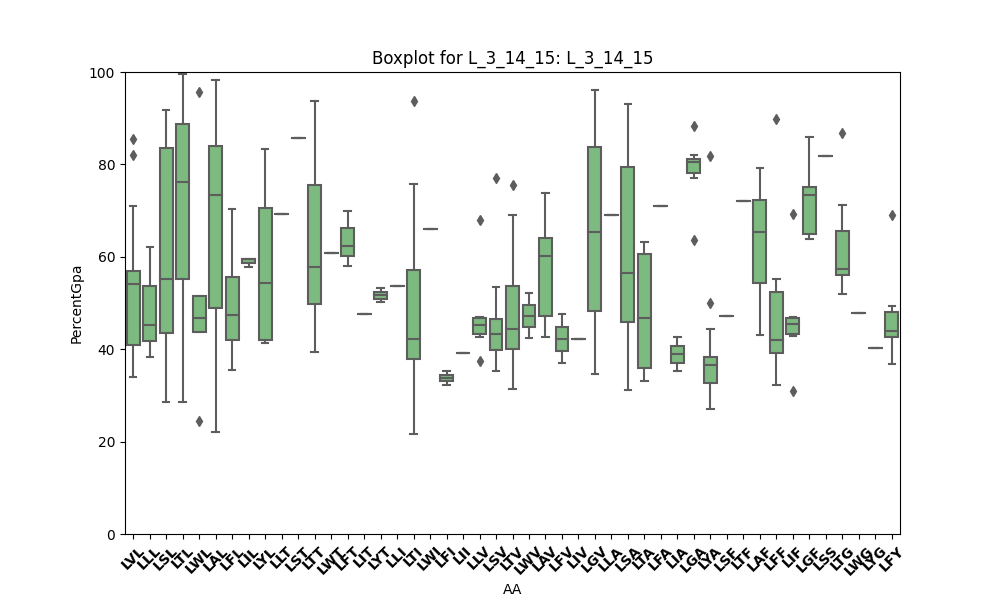 Boxplot for L_3_14_15: L_3_14_15
PercentGpa
100
80
60
40
20
0
LVL
LLL
LSL
LTL
LWL
LAL
LFL
LIL
LYL
LLT
LST
LTT
LWT
LFT
LIT
LYT
LLI
LTI
LWI
LFI
LII
LLV
LSV
LTV
LWV
LAV
LFV
LIV
LGV
LLA
LSA
LTA
LFA
LIA
LGA
LYA
LSF
LTF
LAF
LFF
LIF
LGF
LSS
LTG
LWG
LYG
LFY
AA